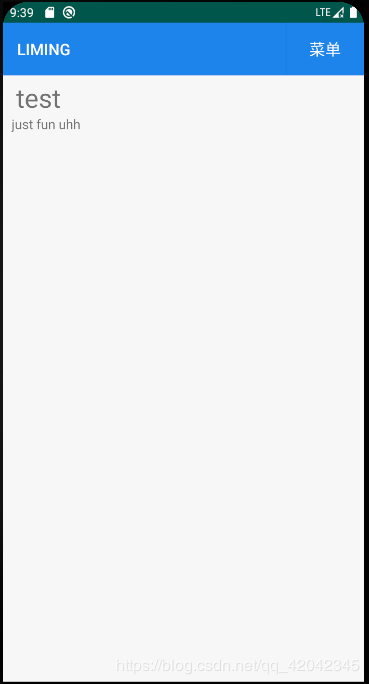 9:39 LTE
LIMING 菜单
test
just fun uhh
https://blog.csdn.net/qq_42042345